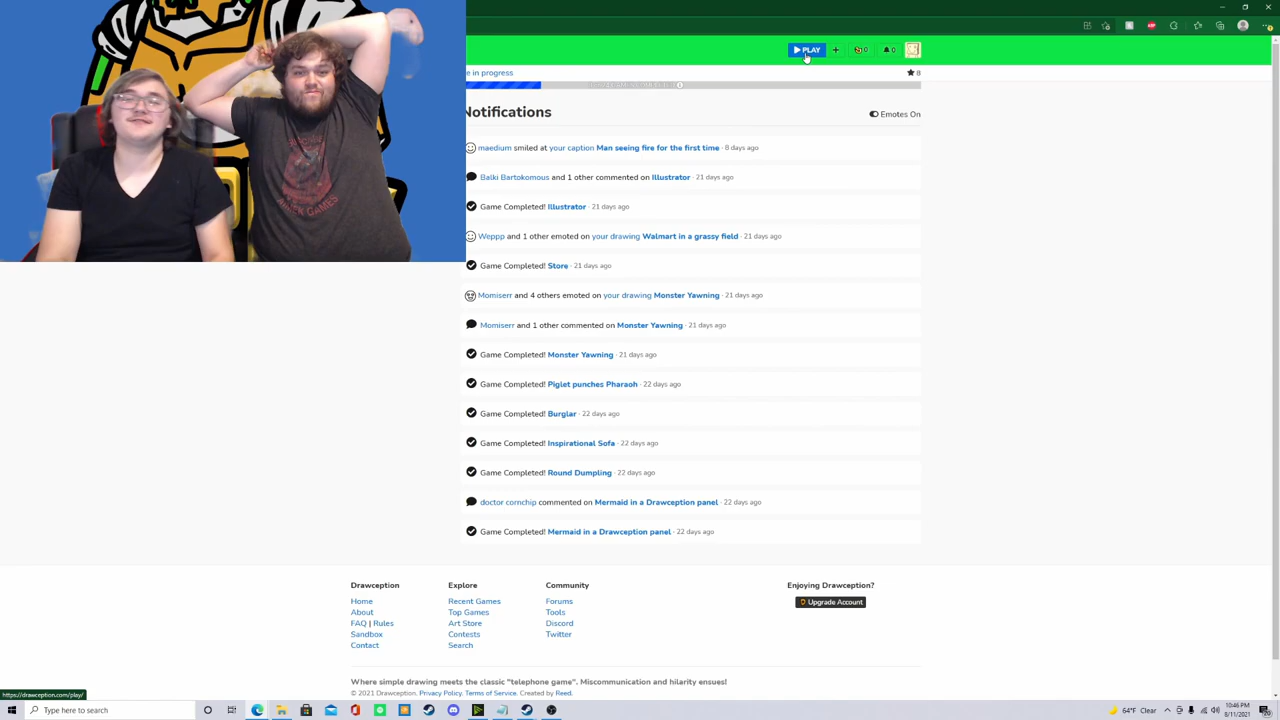 PLAY
+
0
0
e in progress
8
Notifications
Emotes On
maedium smiled at your caption Man seeing fire for the first time · 8 days ago
Balki Bartokomous and 1 other commented on Illustrator · 21 days ago
Game Completed! Illustrator · 21 days ago
Weppp and 1 other emoted on your drawing Walmart in a grassy field · 21 days ago
Game Completed! Store · 21 days ago
Momiserr and 4 others emoted on your drawing Monster Yawning · 21 days ago
Momiserr and 1 other commented on Monster Yawning · 21 days ago
Game Completed! Monster Yawning · 21 days ago
Game Completed! Piglet punches Pharaoh · 22 days ago
Game Completed! Burglar · 22 days ago
Game Completed! Inspirational Sofa · 22 days ago
Game Completed! Round Dumpling · 22 days ago
doctor cornchip commented on Mermaid in a Drawception panel · 22 days ago
Game Completed! Mermaid in a Drawception panel · 22 days ago
Drawception Explore Community Enjoying Drawception?
Home Recent Games Forums Upgrade Account
About Top Games Tools
FAQ | Rules Art Store Discord
Sandbox Contests Twitter
Contact Search
Where simple drawing meets the classic "telephone game". Miscommunication and hilarity ensues!
© 2021 Drawception. Privacy Policy. Terms of Service. Created by Reed.
https://drawception.com/play/
Type here to search
64°F Clear
10:46 PM
8/11/2021